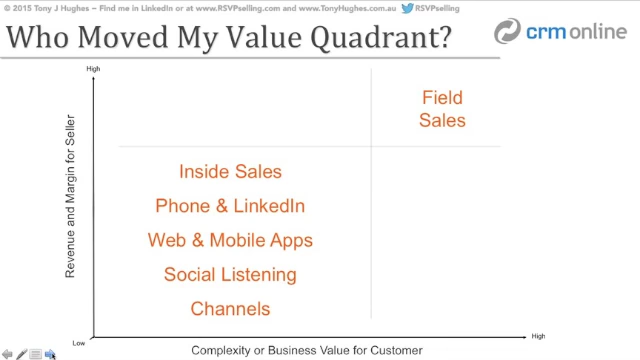 © 2015 Tony J Hughes ~ Find me in LinkedIn or at www.RSVPselling.com and www.TonyHughes.com.au RSVPselling
Who Moved My Value Quadrant?
crmonline
High
Field
Sales
Revenue and Margin for Seller
Inside Sales
Phone & LinkedIn
Web & Mobile Apps
Social Listening
Channels
Low
High
Complexity or Business Value for Customer